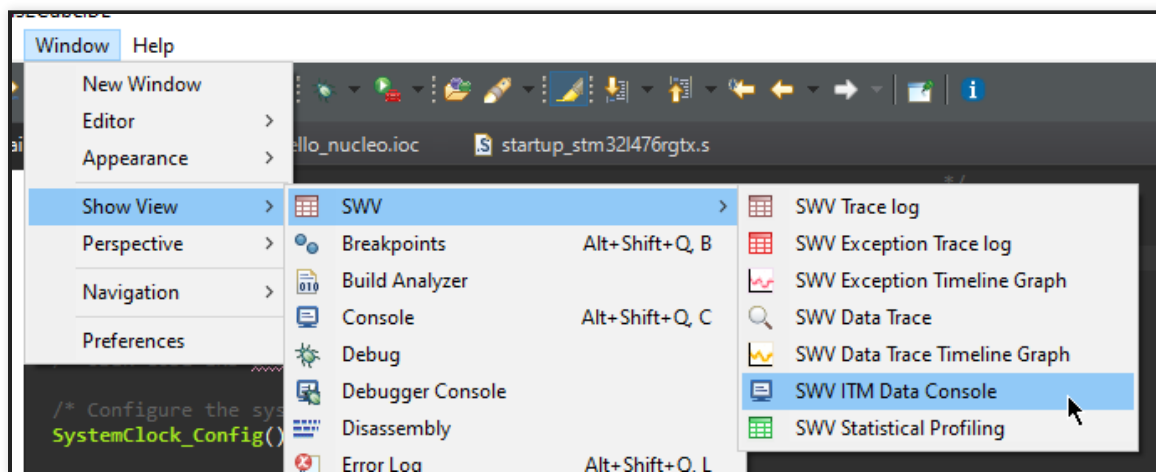 Window Help
New Window
Editor
Appearance
ello_nucleo.ioc
startup_stm32l476rgtx.s
*/
Show View
SWV
SWV Trace log
Perspective
Breakpoints Alt+Shift+Q, B
SWV Exception Trace log
Build Analyzer
SWV Exception Timeline Graph
Navigation
Console Alt+Shift+Q, C
SWV Data Trace
Preferences
Debug
SWV Data Trace Timeline Graph
Debugger Console
SWV ITM Data Console
/* Configure the sys
SystemClock_Config()
Disassembly
SWV Statistical Profiling
Error Log Alt+Shift+Q, L